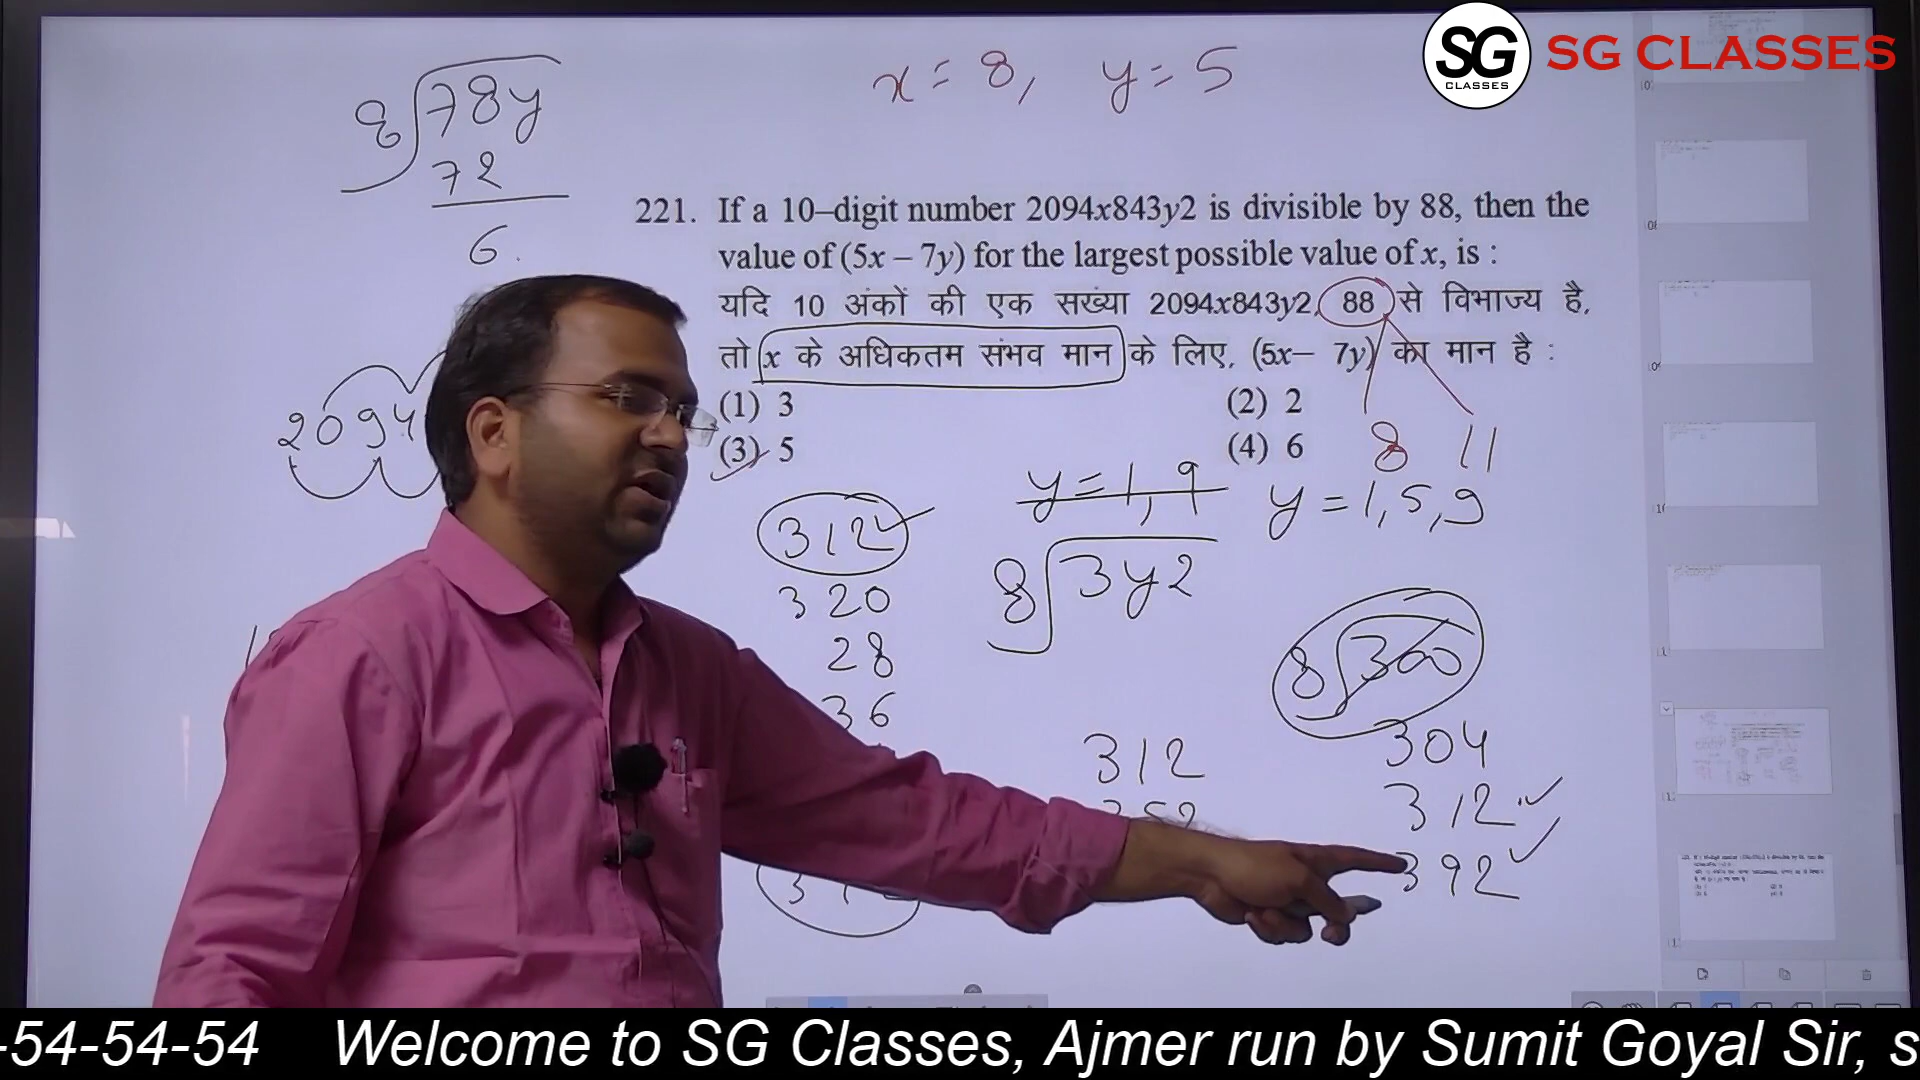 SG CLASSES
SG
CLASSES
x = 8, y = 5
8 78y
72
6
221. If a 10–digit number 2094x843y2 is divisible by 88, then the
value of (5x – 7y) for the largest possible value of x, is :
यदि 10 अंकों की एक सख्या 2094x843y2, 88 से विभाज्य है,
तो x के अधिकतम संभव मान के लिए, (5x– 7y) का मान है :
(1) 3 (2) 2
(3) 5 (4) 6
8 11
2094
y = 1, 9
y = 1, 5, 9
312
320
28
36
8 3y2
8 360
312
352
304
312
392
-54-54-54 Welcome to SG Classes, Ajmer run by Sumit Goyal Sir, s